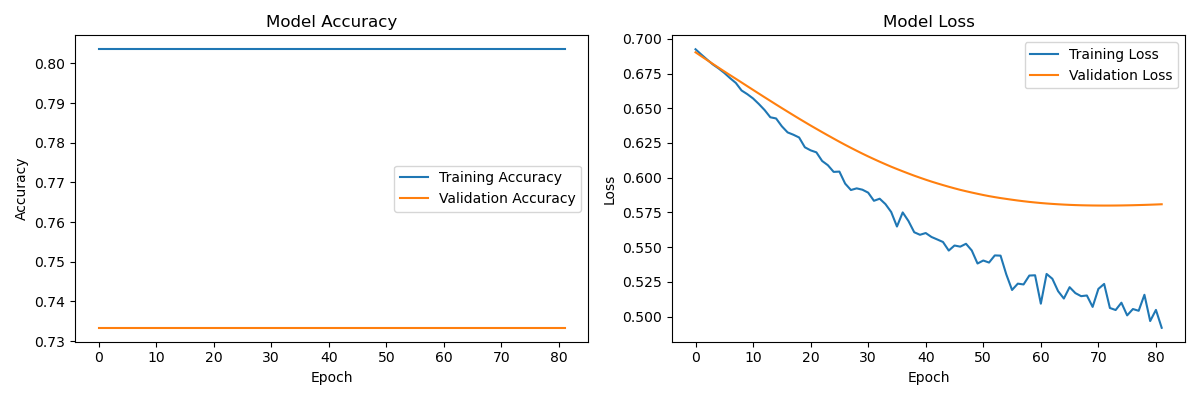 Model Accuracy
Accuracy
0.80
0.79
0.78
0.77
0.76
0.75
0.74
0.73
Training Accuracy
Validation Accuracy
0 10 20 30 40 50 60 70 80
Epoch
Model Loss
Loss
0.700
0.675
0.650
0.625
0.600
0.575
0.550
0.525
0.500
Training Loss
Validation Loss
0 10 20 30 40 50 60 70 80
Epoch